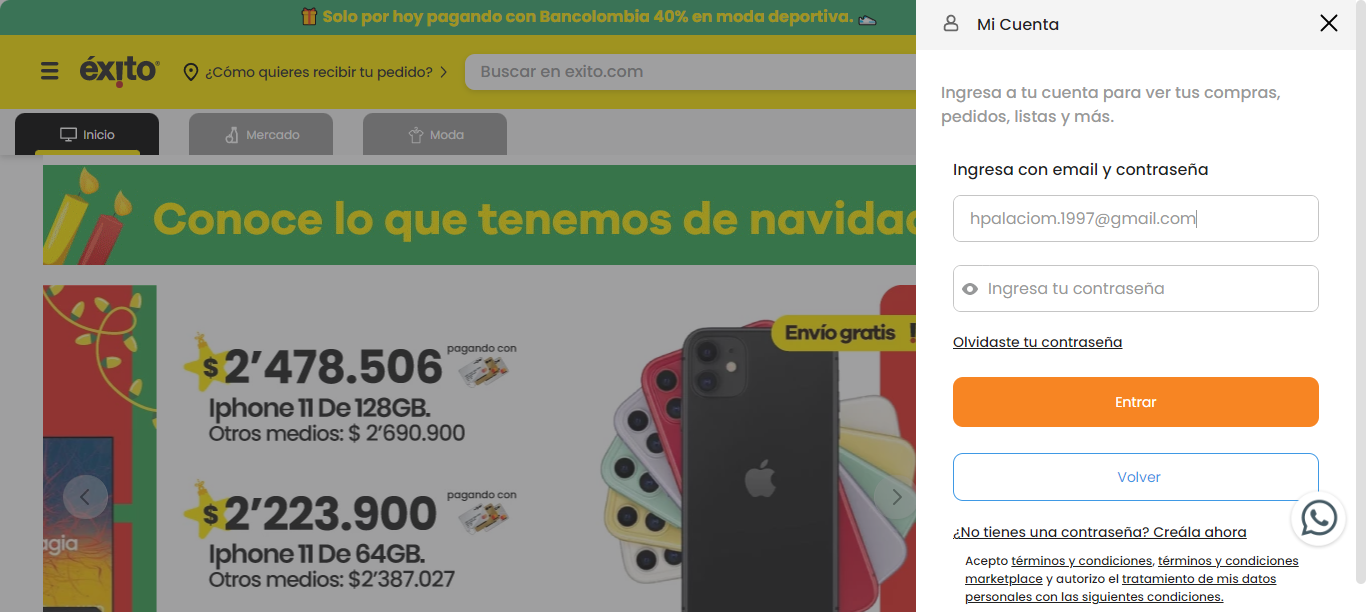 Solo por hoy pagando con Bancolombia 40% en moda deportiva.
éxito
¿Cómo quieres recibir tu pedido?
Buscar en exito.com
Inicio
Mercado
Moda
Conoce lo que tenemos de navidad
pagando con
$2’478.506
Iphone 11 De 128GB.
Otros medios: $ 2’690.900
pagando con
$2’223.900
Iphone 11 De 64GB.
Otros medios: $2’387.027
Envío gratis
agia
Mi Cuenta
Ingresa a tu cuenta para ver tus compras,
pedidos, listas y más.
Ingresa con email y contraseña
hpalaciom.1997@gmail.com
Ingresa tu contraseña
Olvidaste tu contraseña
Entrar
Volver
¿No tienes una contraseña? Creála ahora
Acepto términos y condiciones, términos y condiciones
marketplace y autorizo el tratamiento de mis datos
personales con las siguientes condiciones.